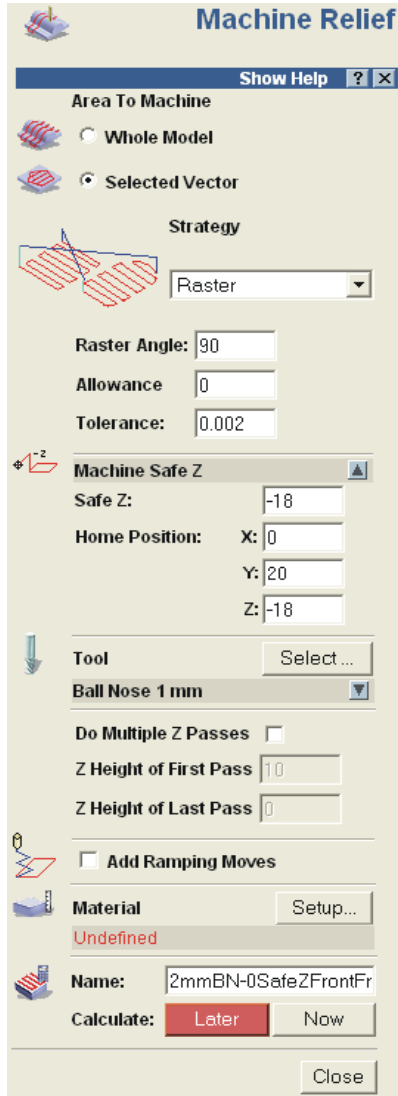 Machine Relief
Show Help ? ×
Area To Machine
Whole Model
Selected Vector
Strategy
Raster
Raster Angle: 90
Allowance 0
Tolerance: 0.002
-z
Machine Safe Z
Safe Z: -18
Home Position: X: 0
Y: 20
Z: -18
Tool Select ...
Ball Nose 1 mm
Do Multiple Z Passes
Z Height of First Pass 10
Z Height of Last Pass 0
Add Ramping Moves
Material Setup...
Undefined
Name: 2mmBN-0SafeZFrontFr
Calculate: Later Now
Close